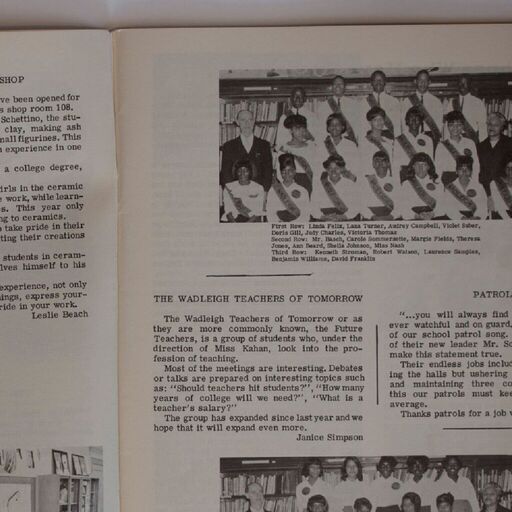 SHOP
ve been opened for
s shop room 108.
Schettino, the stu-
clay, making ash
mall figurines. This
n experience in one
a college degree,
irls in the ceramic
e work, while learn-
s. This year only
ng to ceramics.
o take pride in their
ting their creations
students in ceram-
lves himself to his
experience, not only
ings, express your-
ride in your work.
Leslie Beach
First Row: Linda Felix, Lana Turner, Audrey Campbell, Violet Suber,
Doris Gill, Judy Charles, Victoria Thomas
Second Row: Mr. Basch, Carole Sommersette, Margie Fields, Theresa
Jones, Ann Beard, Sheila Johnson, Miss Nash
Third Row: Kenneth Stroman, Robert Watson, Laurence Sangles,
Benjamin Williams, David Franklin
THE WADLEIGH TEACHERS OF TOMORROW
The Wadleigh Teachers of Tomorrow or as
they are more commonly known, the Future
Teachers, is a group of students who, under the
direction of Miss Kahan, look into the pro-
fession of teaching.
Most of the meetings are interesting. Debates
or talks are prepared on interesting topics such
as: "Should teachers hit students?", "How many
years of college will we need?", "What is a
teacher's salary?"
The group has expanded since last year and we
hope that it will expand even more.
Janice Simpson
PATROL
"...you will always find
ever watchful and on guard,
of our school patrol song.
of their new leader Mr. Sc
make this statement true.
Their endless jobs includ
ing the halls but ushering
and maintaining three co
this our patrols must kee
average.
Thanks patrols for a job w